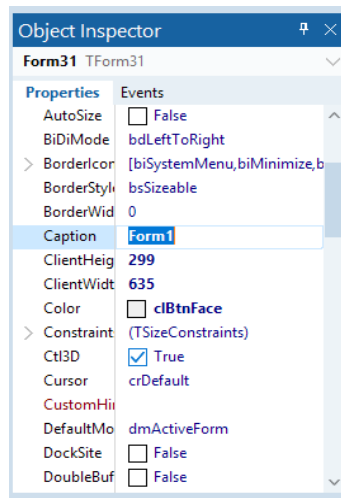 Object Inspector
Form31 TForm31
Properties Events
AutoSize False
BiDiMode bdLeftToRight
BorderIcon [biSystemMenu,biMinimize,b
BorderStyle bsSizeable
BorderWid 0
Caption Form1
ClientHeig 299
ClientWidt 635
Color clBtnFace
Constraint (TSizeConstraints)
Ctl3D True
Cursor crDefault
CustomHi
DefaultMo dmActiveForm
DockSite False
DoubleBuf False